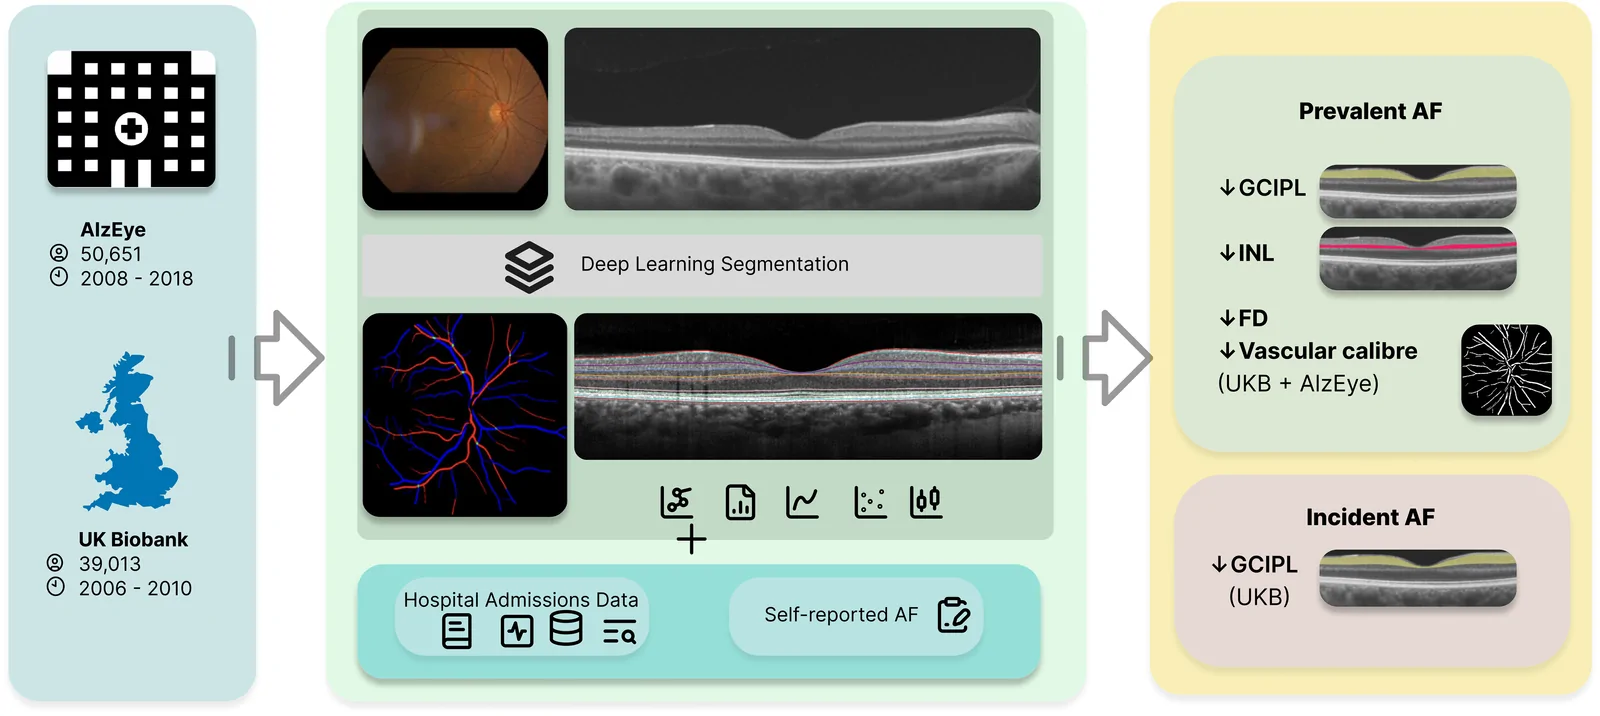 AlzEye
50,651
2008 - 2018
UK Biobank
39,013
2006 - 2010
Deep Learning Segmentation
Hospital Admissions Data
Self-reported AF
Prevalent AF
↓GCIPL
↓INL
↓FD
↓Vascular calibre
(UKB + AlzEye)
Incident AF
↓GCIPL
(UKB)